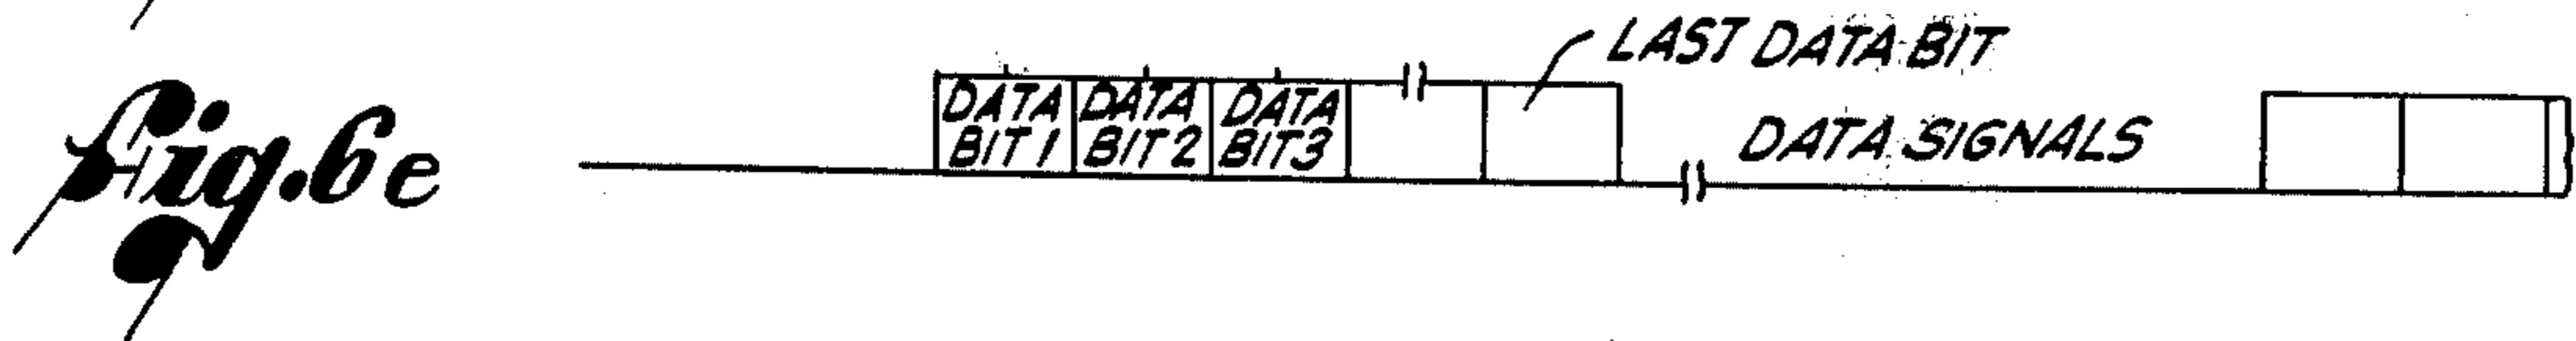 Fig. 6e
LAST DATA BIT
DATA BIT 1
DATA BIT 2
DATA BIT 3
DATA SIGNALS